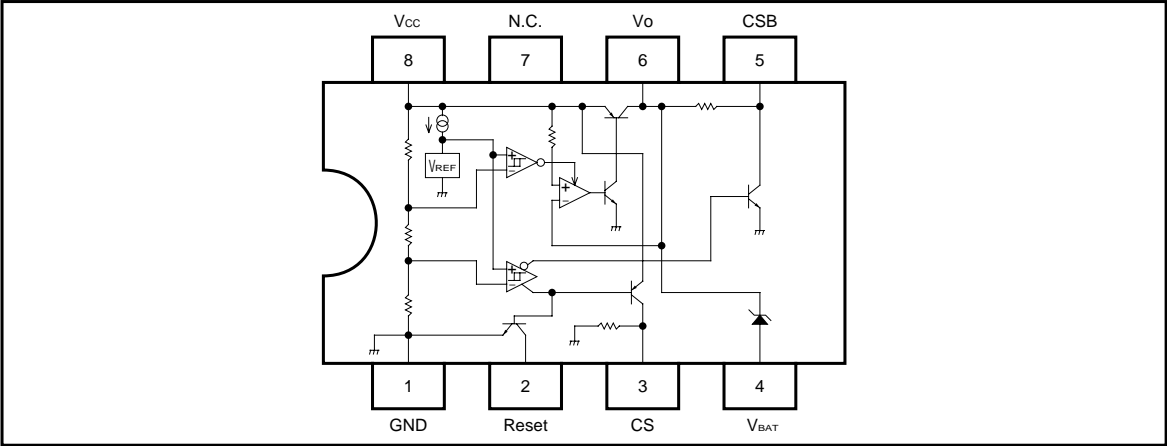 VCC N.C. Vo CSB
8 7 6 5
VREF
+
−
+
−
+
−
1 2 3 4
GND Reset CS VBAT